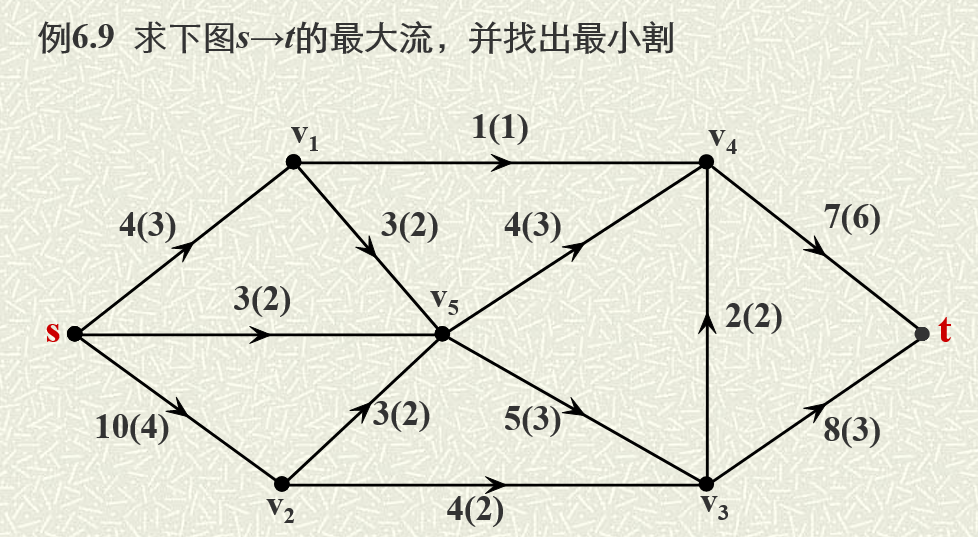 例6.9 求下图s→t的最大流，并找出最小割
v1
1(1)
v4
4(3)
3(2)
4(3)
7(6)
3(2)
v5
s
2(2)
t
10(4)
3(2)
5(3)
8(3)
v2
4(2)
v3